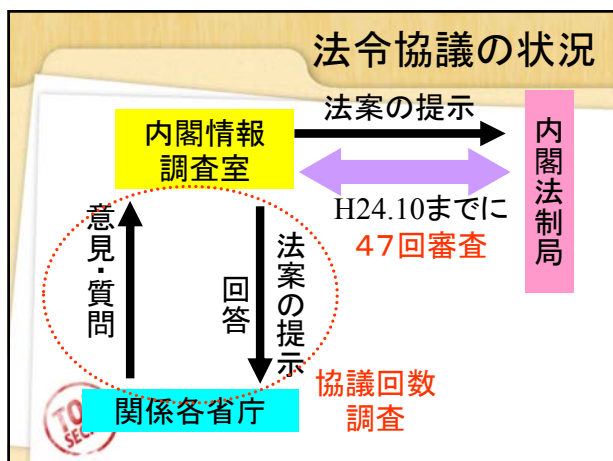 法令協議の状況
法案の提示
内閣情報
調査室
内閣法制局
H24.10までに
47回審査
意見・質問
回答
法案の提示
関係各省庁
協議回数
調査
TO
SEC